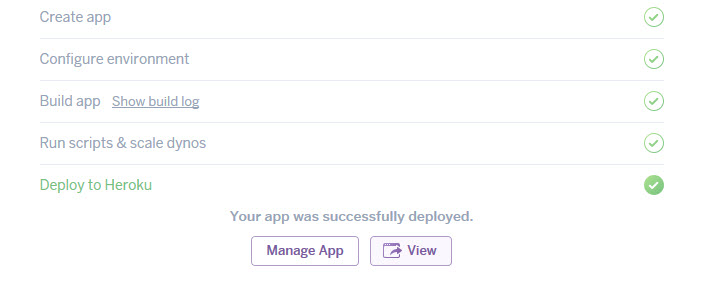 Create app
Configure environment
Build app Show build log
Run scripts & scale dynos
Deploy to Heroku
Your app was successfully deployed.
Manage App View